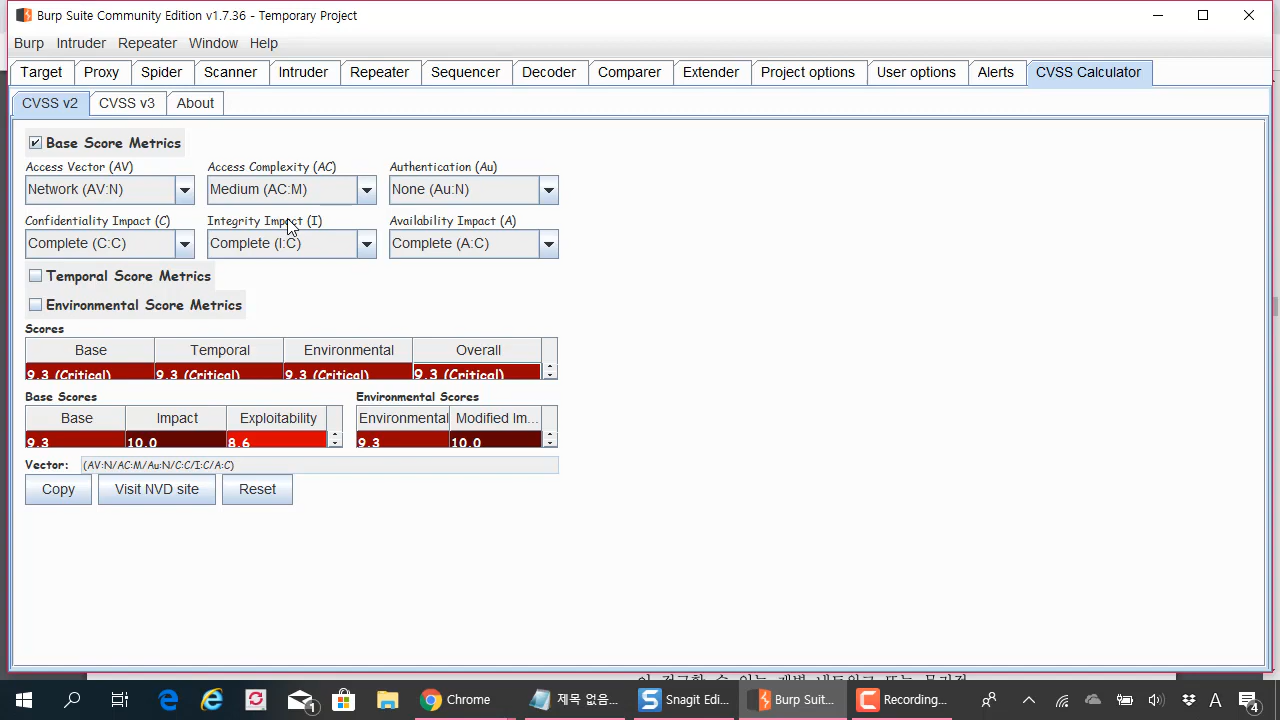 Burp Suite Community Edition v1.7.36 - Temporary Project
Burp Intruder Repeater Window Help
Target Proxy Spider Scanner Intruder Repeater Sequencer Decoder Comparer Extender Project options User options Alerts CVSS Calculator
CVSS v2 CVSS v3 About
Base Score Metrics
Access Vector (AV) Access Complexity (AC) Authentication (Au)
Network (AV:N) Medium (AC:M) None (Au:N)
Confidentiality Impact (C) Integrity Impact (I) Availability Impact (A)
Complete (C:C) Complete (I:C) Complete (A:C)
Temporal Score Metrics
Environmental Score Metrics
Scores
Base Temporal Environmental Overall
9.3 (Critical) 9.3 (Critical) 9.3 (Critical) 9.3 (Critical)
Base Scores Environmental Scores
Base Impact Exploitability Environmental Modified Im...
9.3 10.0 8.6 9.3 10.0
Vector: (AV:N/AC:M/Au:N/C:C/I:C/A:C)
Copy Visit NVD site Reset
1 Chrome 제목 없음... Snagit Edi... Burp Suit... Recording... A 4